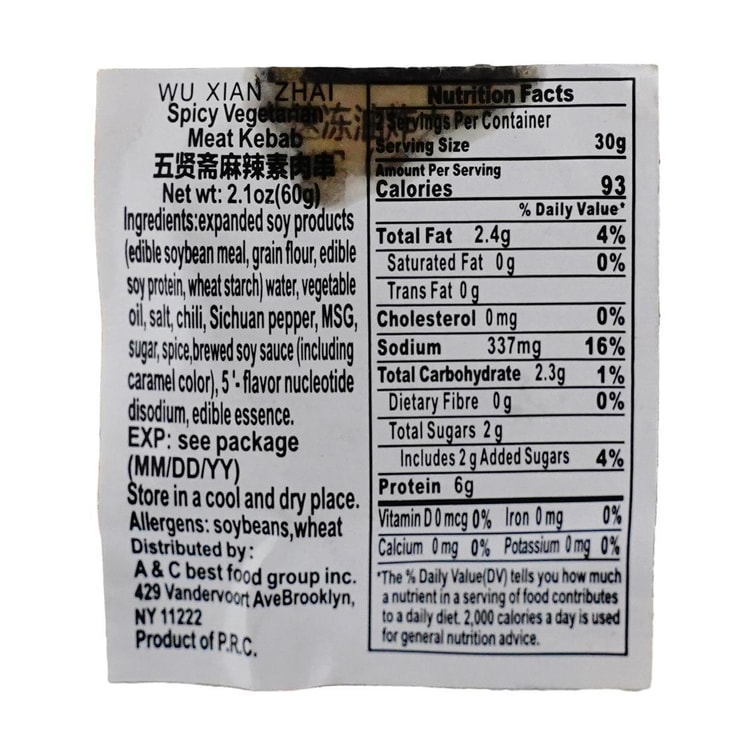 WU XIAN ZHAI
Spicy Vegetarian
Meat Kebab
五贤斋麻辣素肉串
Net wt: 2.1oz(60g)
Ingredients:expanded soy products
(edible soybean meal, grain flour, edible
soy protein, wheat starch) water, vegetable
oil, salt, chili, Sichuan pepper, MSG,
sugar, spice,brewed soy sauce (including
caramel color), 5'-flavor nucleotide
disodium, edible essence.
EXP: see package
(MM/DD/YY)
Store in a cool and dry place.
Allergens: soybeans,wheat
Distributed by:
A & C best food group inc.
429 Vandervoort AveBrooklyn,
NY 11222
Product of P.R.C.
Nutrition Facts
Servings Per Container
Serving Size 30g
Amount Per Serving
Calories 93
% Daily Value*
Total Fat 2.4g 4%
Saturated Fat 0g 0%
Trans Fat 0g
Cholesterol 0mg 0%
Sodium 337mg 16%
Total Carbohydrate 2.3g 1%
Dietary Fibre 0g 0%
Total Sugars 2g
Includes 2g Added Sugars 4%
Protein 6g
Vitamin D 0mcg 0% Iron 0mg 0%
Calcium 0mg 0% Potassium 0mg 0%
*The % Daily Value(DV) tells you how much
a nutrient in a serving of food contributes
to a daily diet. 2,000 calories a day is used
for general nutrition advice.